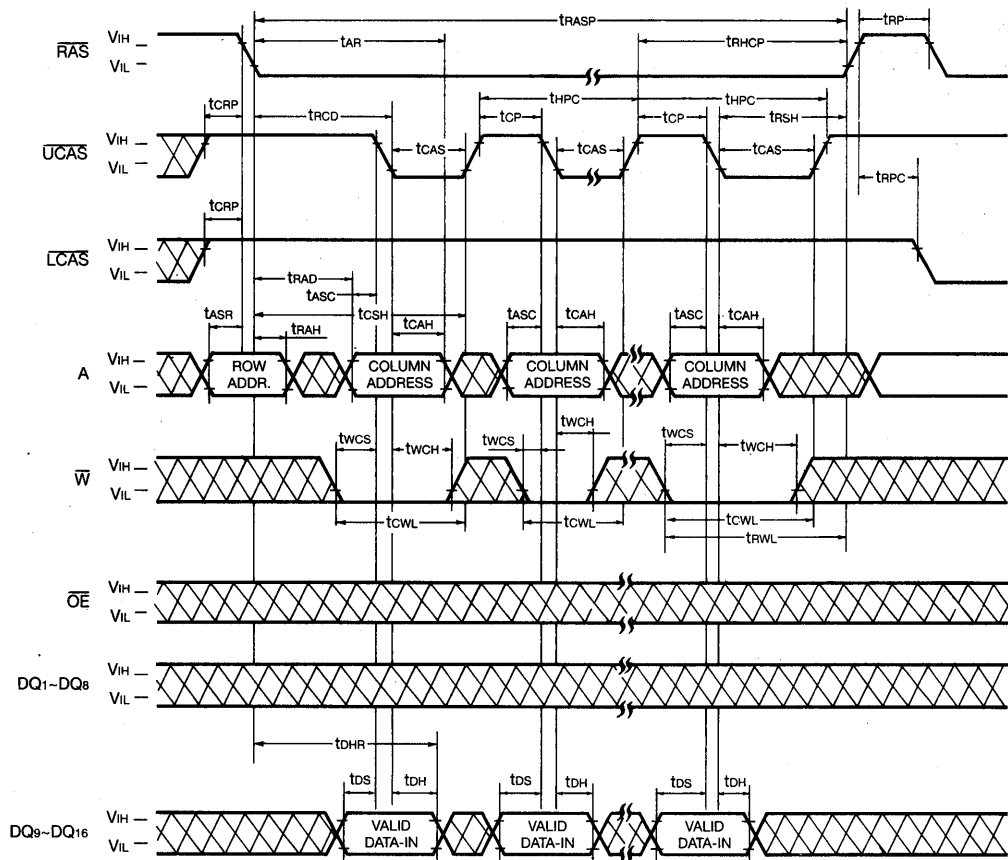 tRASP
tRP
tAR
tRHCP
RAS
VIH
VIL
tCRP
tRCD
tHPC
tHPC
tCP
tCP
tRSH
UCAS
VIH
VIL
tCAS
tCAS
tCAS
tRPC
tCRP
LCAS
VIH
VIL
tRAD
tASC
tCSH
tASR
tRAH
tCAH
tASC
tCAH
tASC
tCAH
A
VIH
VIL
ROW ADDR.
COLUMN ADDRESS
COLUMN ADDRESS
COLUMN ADDRESS
tWCS
tWCH
tWCS
tWCH
tWCS
tWCH
W
VIH
VIL
tCWL
tCWL
tCWL
tRWL
OE
VIH
VIL
DQ1~DQ8
VIH
VIL
tDHR
tDS
tDH
tDS
tDH
tDS
tDH
DQ9~DQ16
VIH
VIL
VALID DATA-IN
VALID DATA-IN
VALID DATA-IN